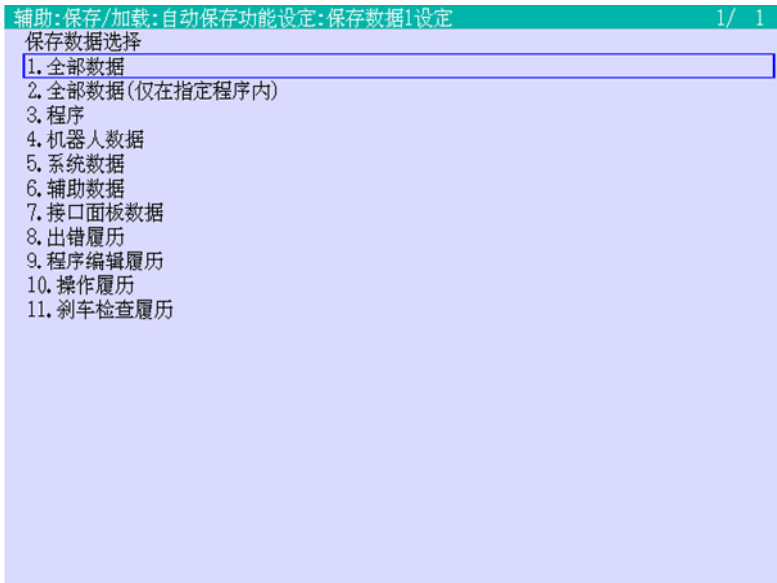 辅助:保存/加载:自动保存功能设定:保存数据1设定 1/ 1
保存数据选择
1.全部数据
2.全部数据(仅在指定程序内)
3.程序
4.机器人数据
5.系统数据
6.辅助数据
7.接口面板数据
8.出错履历
9.程序编辑履历
10.操作履历
11.刹车检查履历